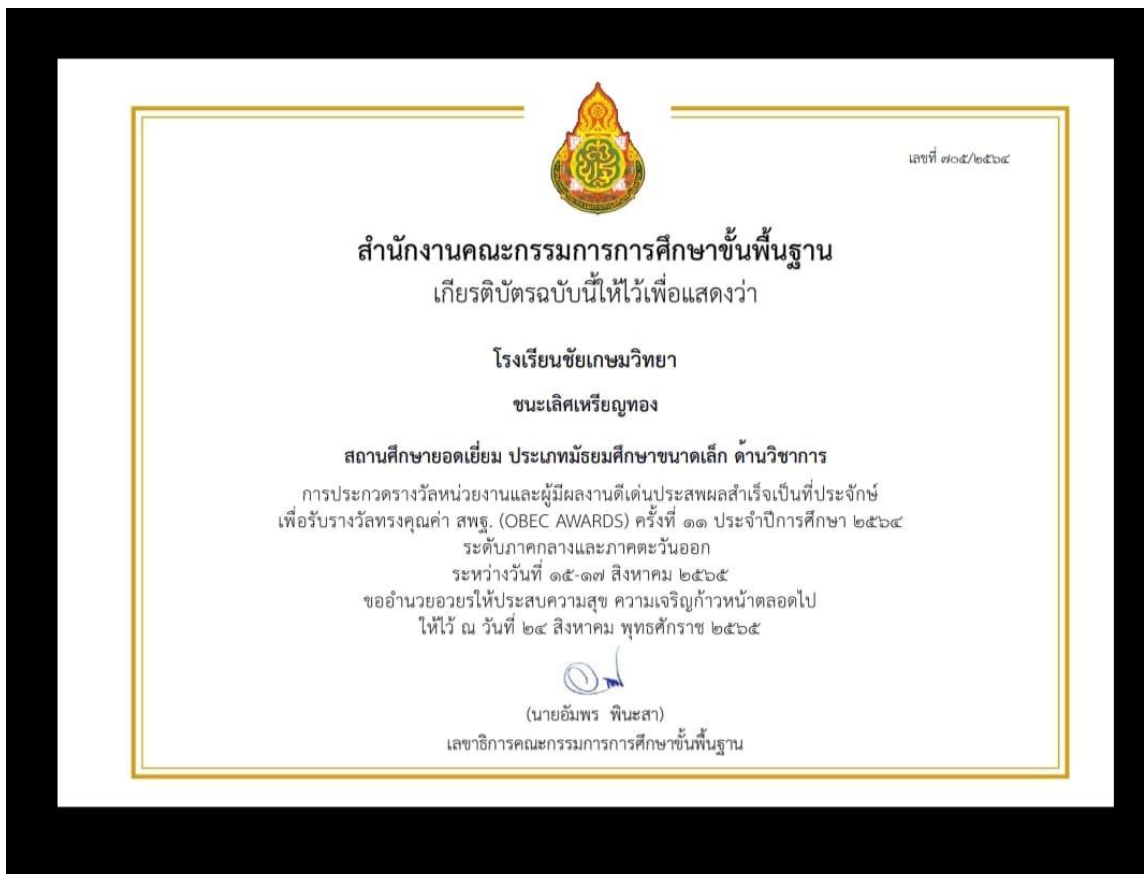 เลขที่ ๗๐๕/๒๕๖๔
สำนักงานคณะกรรมการการศึกษาขั้นพื้นฐาน
เกียรติบัตรฉบับนี้ให้ไว้เพื่อแสดงว่า
โรงเรียนชัยเกษมวิทยา
ชนะเลิศเหรียญทอง
สถานศึกษายอดเยี่ยม ประเภทมัธยมศึกษาขนาดเล็ก ด้านวิชาการ
การประกวดรางวัลหน่วยงานและผู้มีผลงานดีเด่นประสพผลสำเร็จเป็นที่ประจักษ์
เพื่อรับรางวัลทรงคุณค่า สพฐ. (OBEC AWARDS) ครั้งที่ ๑๑ ประจำปีการศึกษา ๒๕๖๔
ระดับภาคกลางและภาคตะวันออก
ระหว่างวันที่ ๑๕-๑๗ สิงหาคม ๒๕๖๕
ขออำนวยอวยรให้ประสบความสุข ความเจริญก้าวหน้าตลอดไป
ให้ไว้ ณ วันที่ ๒๔ สิงหาคม พุทธศักราช ๒๕๖๕
(นายอัมพร พินะสา)
เลขาธิการคณะกรรมการการศึกษาขั้นพื้นฐาน